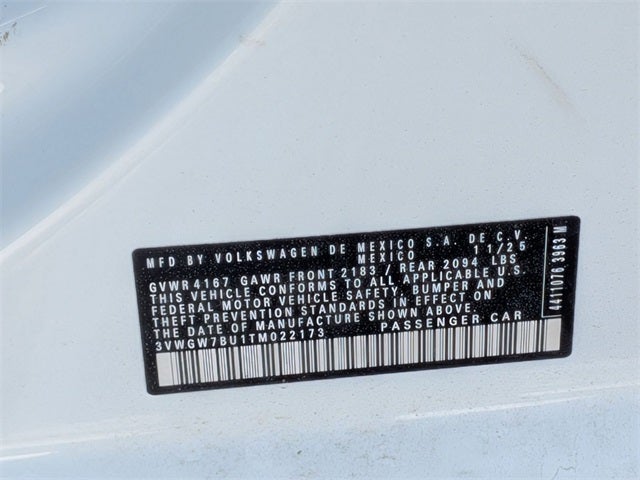 MFD BY VOLKSWAGEN DE MEXICO S.A. DE C.V.
MEXICO 11/25
GVWR 4167 GAWR FRONT 2183 / REAR 2094 LBS
THIS VEHICLE CONFORMS TO ALL APPLICABLE U.S.
FEDERAL MOTOR VEHICLE SAFETY, BUMPER AND
THEFT PREVENTION STANDARDS IN EFFECT ON
THE DATE OF MANUFACTURE SHOWN ABOVE.
3VWGW7BU1TM022173 PASSENGER CAR
4411076 3963 M